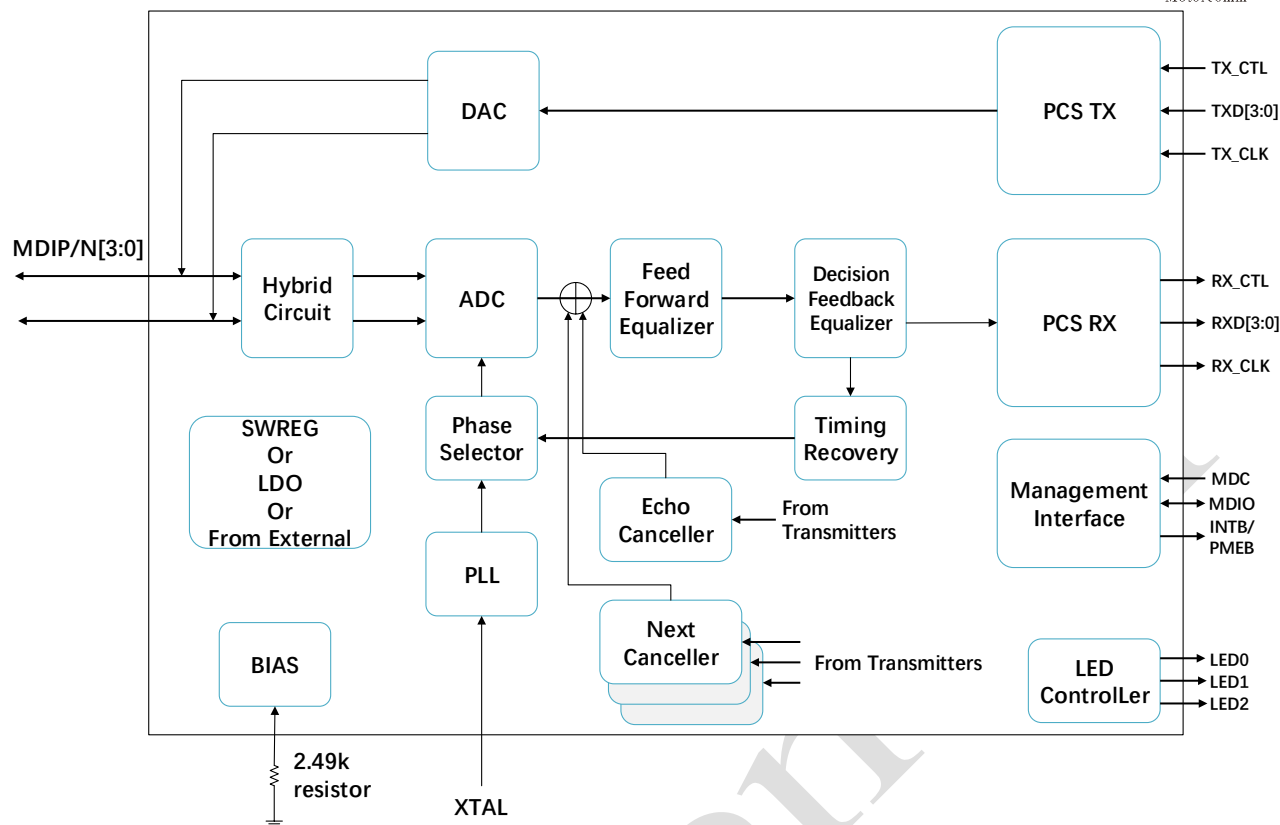 DAC
PCS TX
TX_CTL
TXD[3:0]
TX_CLK
MDIP/N[3:0]
Hybrid
Circuit
ADC
Feed
Forward
Equalizer
Decision
Feedback
Equalizer
PCS RX
RX_CTL
RXD[3:0]
RX_CLK
SWREG
Or
LDO
Or
From External
Phase
Selector
Timing
Recovery
Echo
Canceller
From
Transmitters
Management
Interface
MDC
MDIO
INTB/
PMEB
PLL
Next
Canceller
From Transmitters
BIAS
LED
ControlLer
LED0
LED1
LED2
2.49k
resistor
XTAL